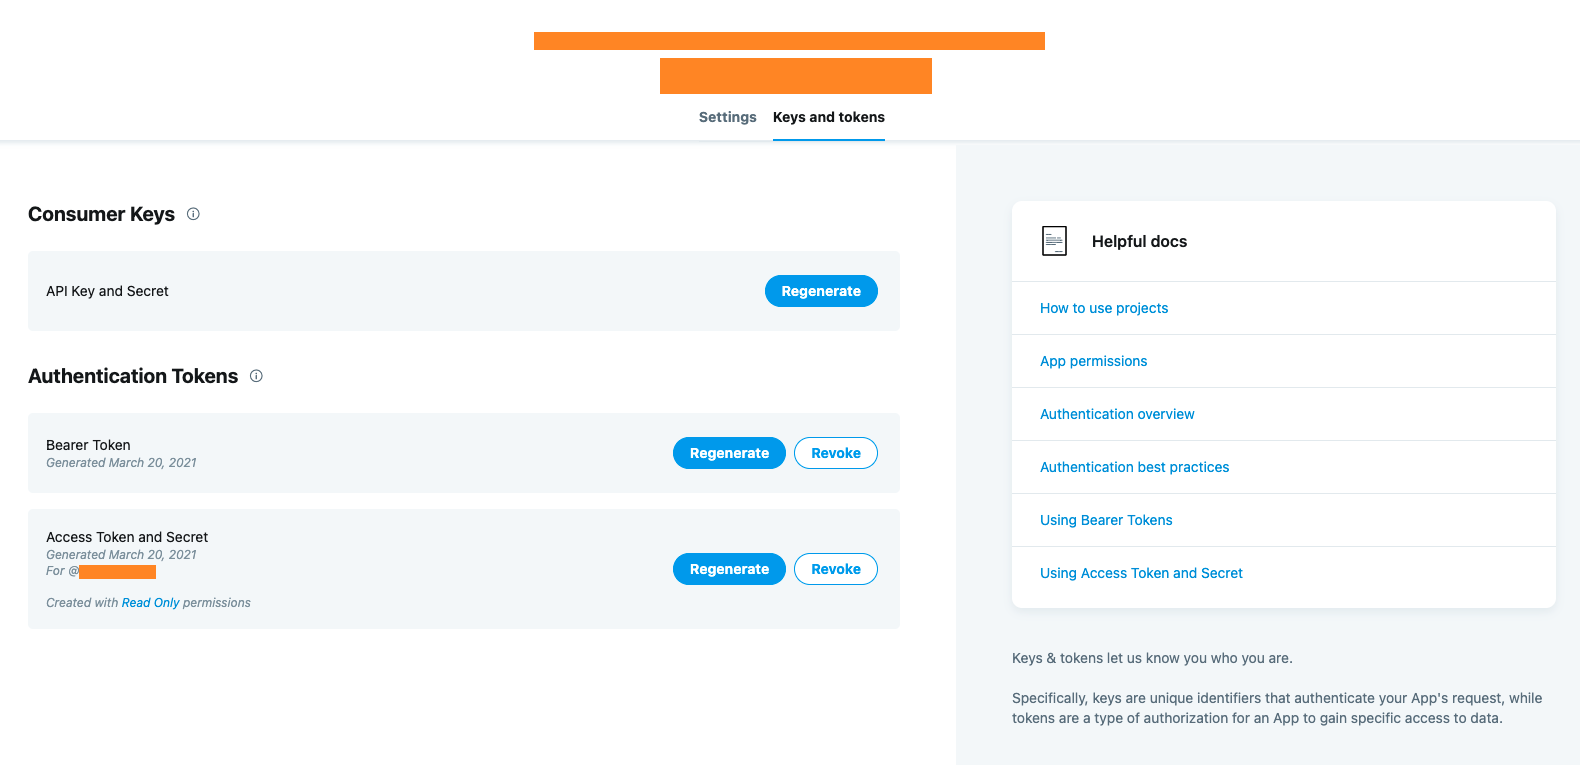 Settings Keys and tokens
Consumer Keys
API Key and Secret
Regenerate
Authentication Tokens
Bearer Token
Generated March 20, 2021
Regenerate Revoke
Access Token and Secret
Generated March 20, 2021
For @
Regenerate Revoke
Created with Read Only permissions
Helpful docs
How to use projects
App permissions
Authentication overview
Authentication best practices
Using Bearer Tokens
Using Access Token and Secret
Keys & tokens let us know you who you are.
Specifically, keys are unique identifiers that authenticate your App's request, while
tokens are a type of authorization for an App to gain specific access to data.